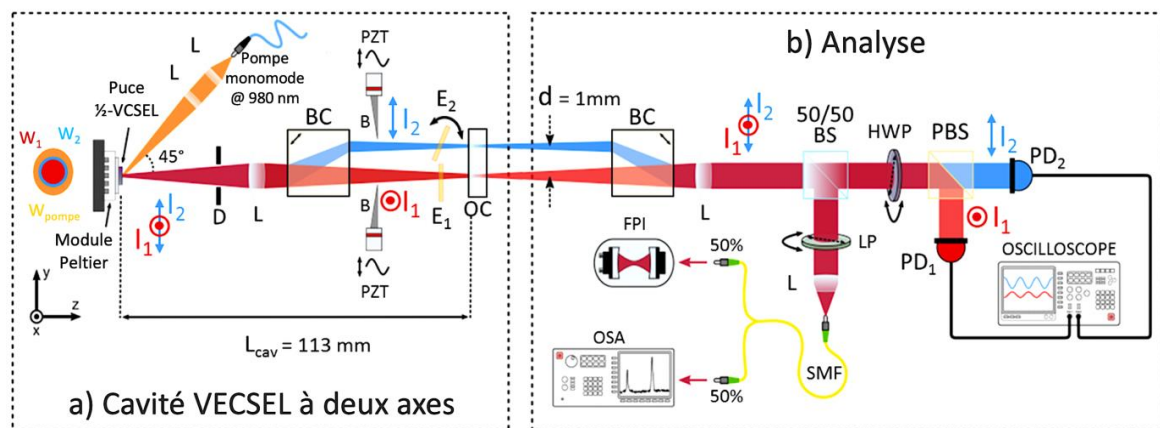 L
Pompe
monomode
@ 980 nm
L
Puce
½-VCSEL
W₁
W₂
W_pompe
45°
Module
Peltier
I₂
I₁
D
L
BC
PZT
B
I₂
E₂
B
I₁
E₁
OC
PZT
y
x
z
L_cav = 113 mm
a) Cavité VECSEL à deux axes
b) Analyse
d = 1mm
BC
L
I₂
I₁
50/50
BS
HWP
PBS
I₂
PD₂
I₁
PD₁
LP
L
FPI
50%
OSA
50%
SMF
OSCILLOSCOPE